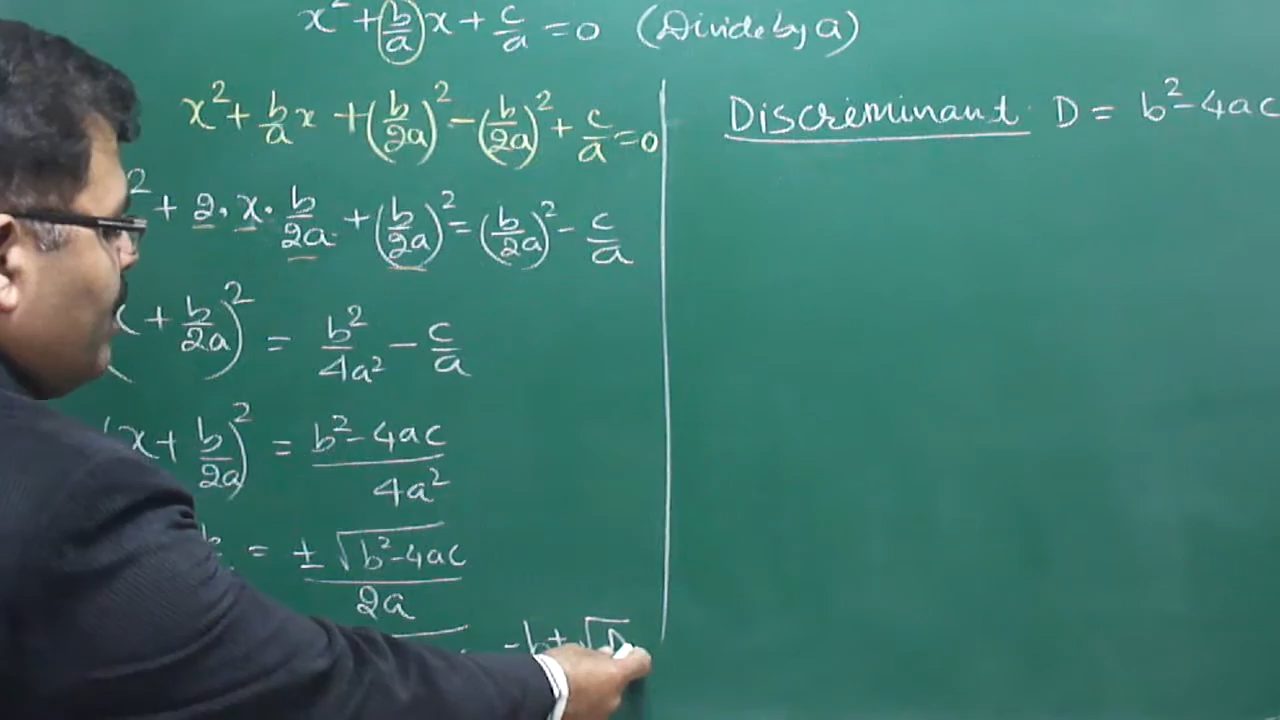 x² + b/a x + c/a = 0 (Divide by a)
x² + b/a x + (b/2a)² - (b/2a)² + c/a = 0
² + 2 . x . b/2a + (b/2a)² = (b/2a)² - c/a
( + b/2a)² = b²/4a² - c/a
(x + b/2a)² = b² - 4ac / 4a²
= ± √b² - 4ac / 2a
- b ± √D
Discreminant D = b² - 4ac